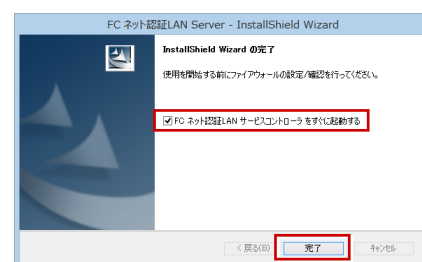 FC ネット認証LAN Server - InstallShield Wizard
InstallShield Wizard の完了
使用を開始する前にファイアウォールの設定/確認を行ってください。
FC ネット認証LAN サービスコントローラ をすぐに起動する
< 戻る(B)
完了
キャンセル